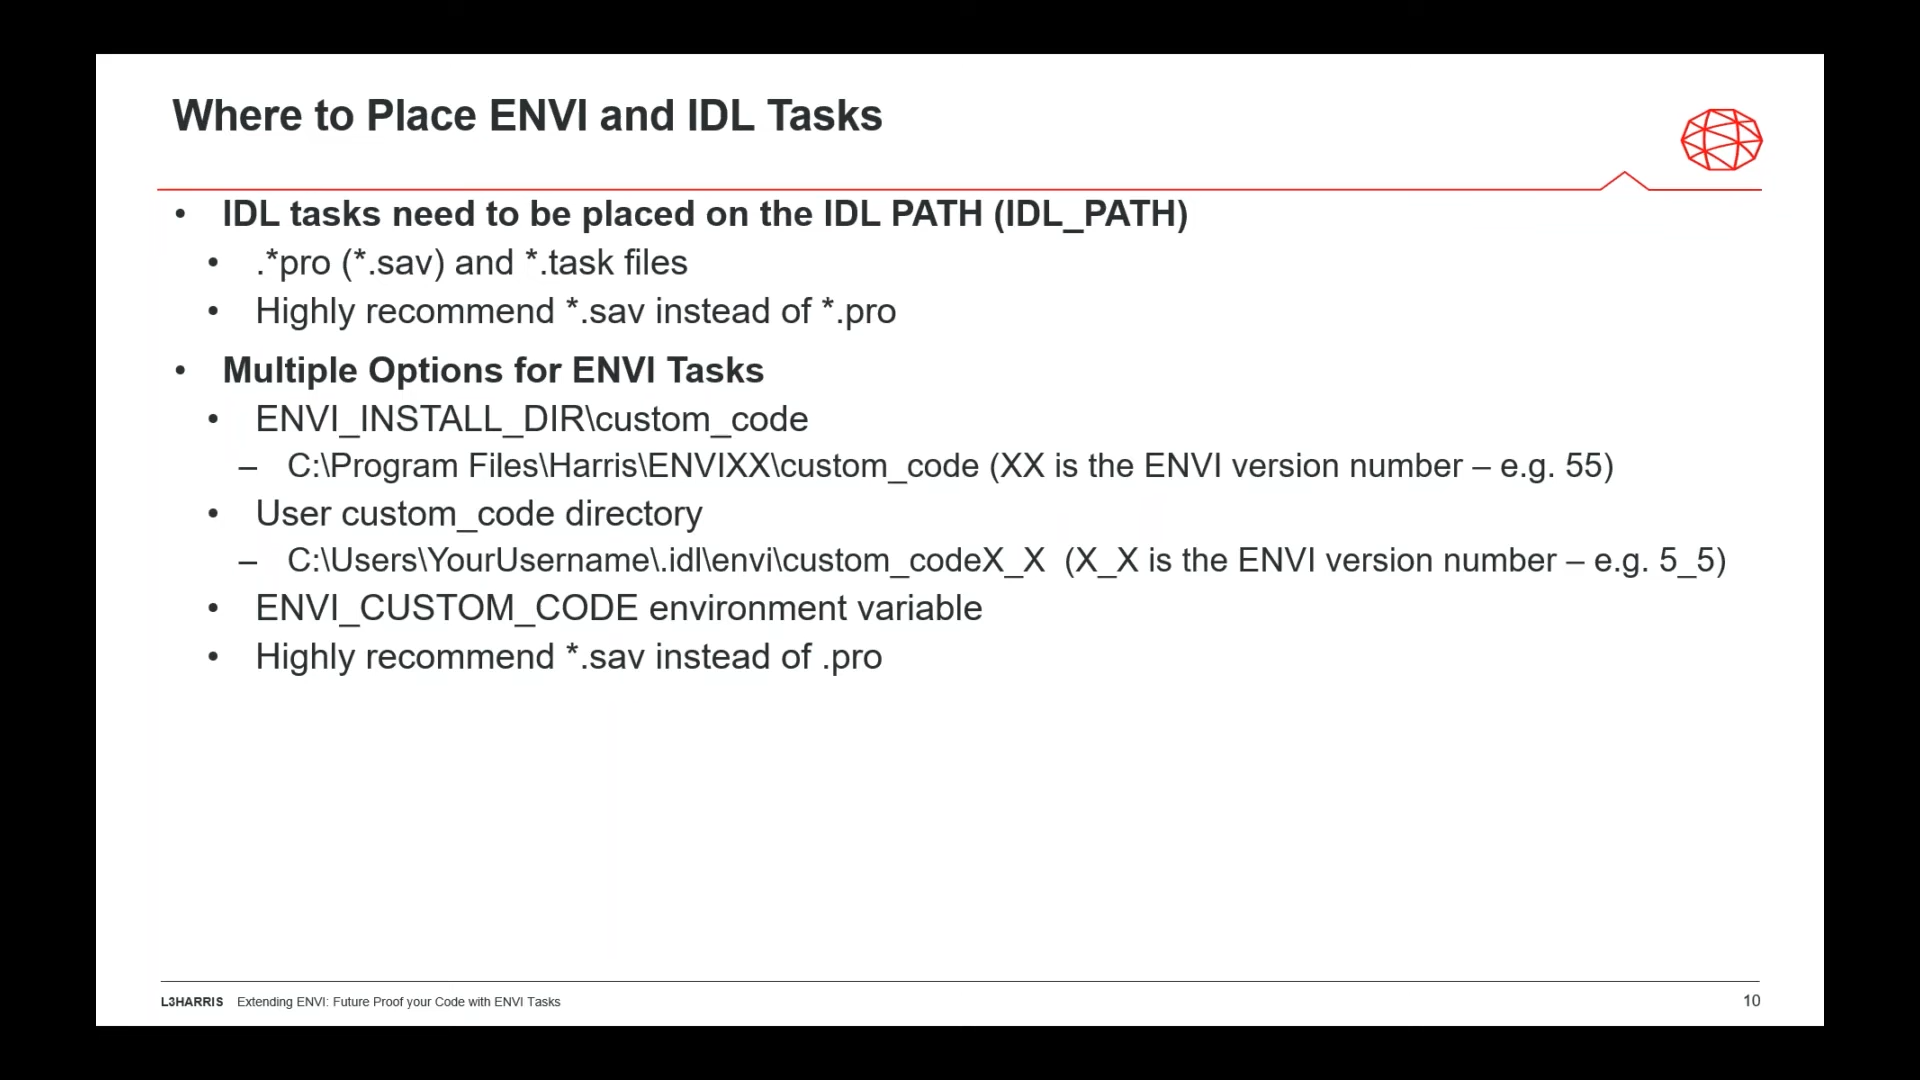 Where to Place ENVI and IDL Tasks
• IDL tasks need to be placed on the IDL PATH (IDL_PATH)
• .*pro (*.sav) and *.task files
• Highly recommend *.sav instead of *.pro
• Multiple Options for ENVI Tasks
• ENVI_INSTALL_DIR\custom_code
– C:\Program Files\Harris\ENVIXX\custom_code (XX is the ENVI version number – e.g. 55)
• User custom_code directory
– C:\Users\YourUsername\.idl\envi\custom_codeX_X (X_X is the ENVI version number – e.g. 5_5)
• ENVI_CUSTOM_CODE environment variable
• Highly recommend *.sav instead of .pro
L3HARRIS Extending ENVI: Future Proof your Code with ENVI Tasks 10